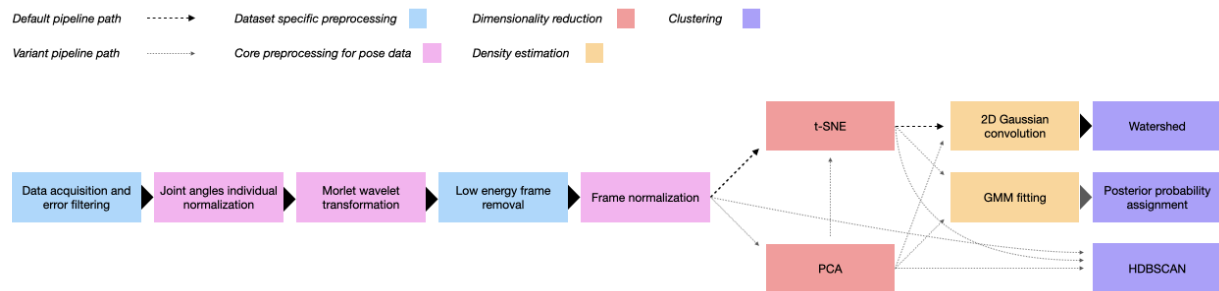 Default pipeline path
Dataset specific preprocessing
Dimensionality reduction
Clustering
Variant pipeline path
Core preprocessing for pose data
Density estimation
Data acquisition and
error filtering
Joint angles individual
normalization
Morlet wavelet
transformation
Low energy frame
removal
Frame normalization
t-SNE
2D Gaussian
convolution
Watershed
GMM fitting
Posterior probability
assignment
PCA
HDBSCAN